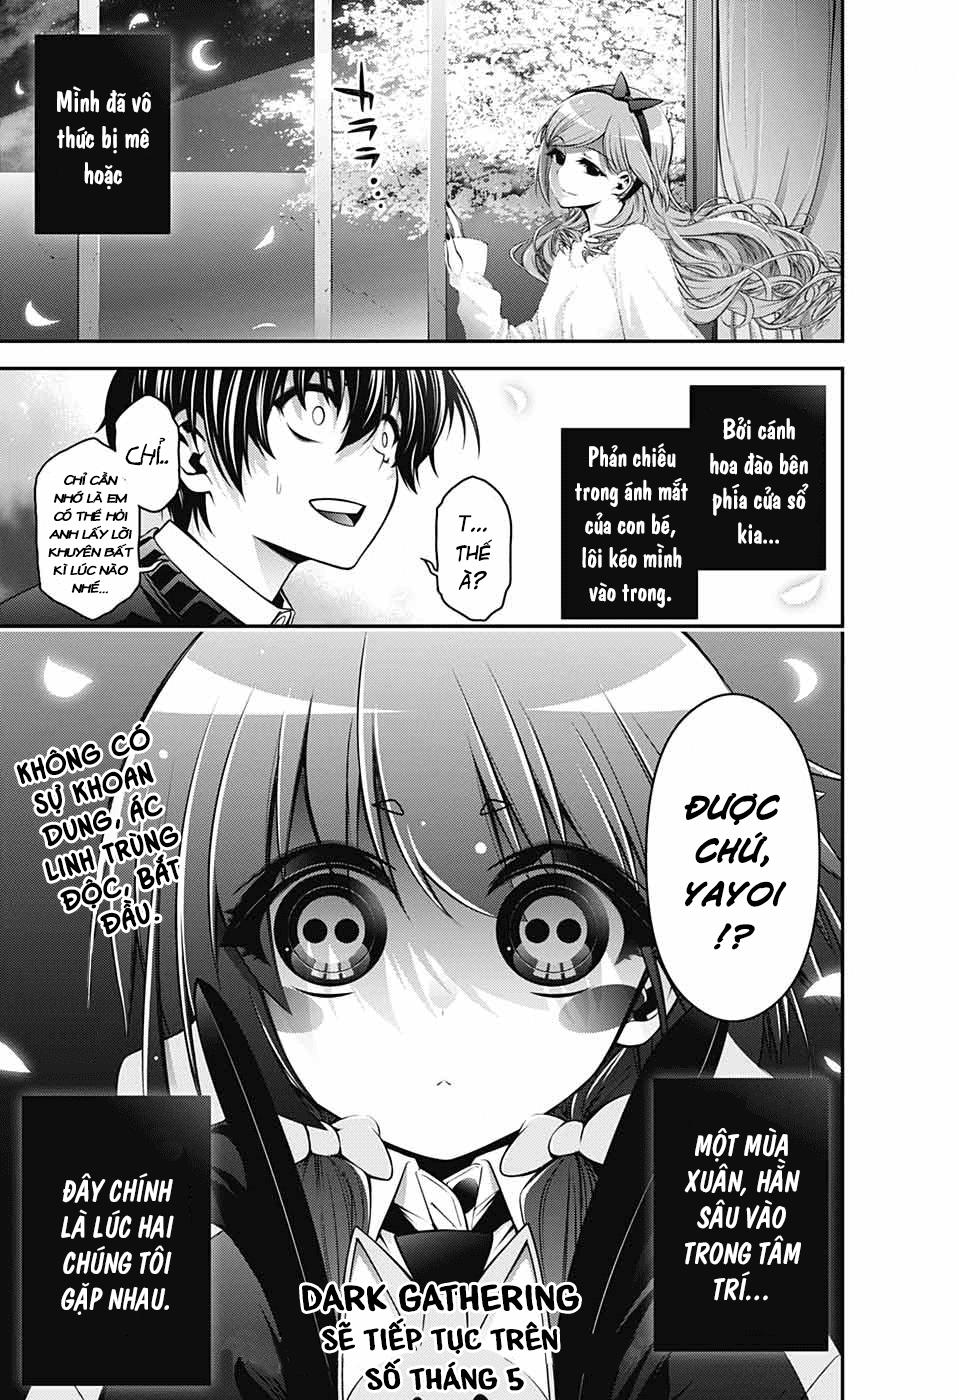 Mình đã vô
thức bị mê
hoặc
カララ…
Bởi cánh
hoa đào bên
phía cửa sổ
kia...
Phản chiếu
trong ánh mắt
của con bé,
lôi kéo mình
vào trong.
T...
THẾ
À?
CHỈ..
CHỈ CẦN
NHỚ LÀ EM
CÓ THỂ HỎI
ANH LẤY LỜI
KHUYÊN BẤT
KÌ LÚC NÀO
NHÉ...
ĐƯỢC
CHỨ,
YAYOI
!?
KHÔNG CÓ
SỰ KHOAN
DUNG, ÁC
LINH TRÙNG
ĐỘC, BẮT
ĐẦU.
MỘT MÙA
XUÂN, HẰN
SÂU VÀO
TRONG TÂM
TRÍ...
ĐÂY CHÍNH
LÀ LÚC HAI
CHÚNG TÔI
GẶP NHAU.
DARK GATHERING
SẼ TIẾP TỤC TRÊN
SỐ THÁNG 5